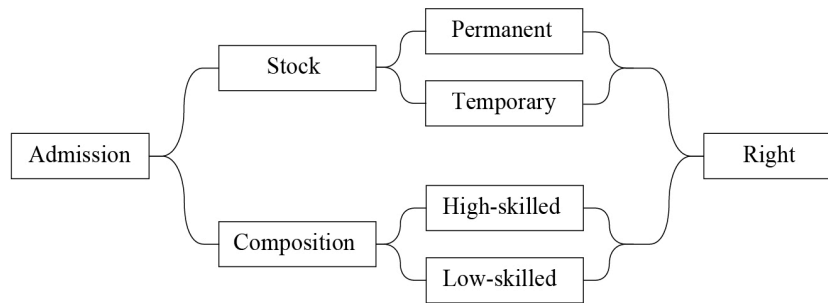 Permanent
Stock
Temporary
Admission
Right
High-skilled
Composition
Low-skilled